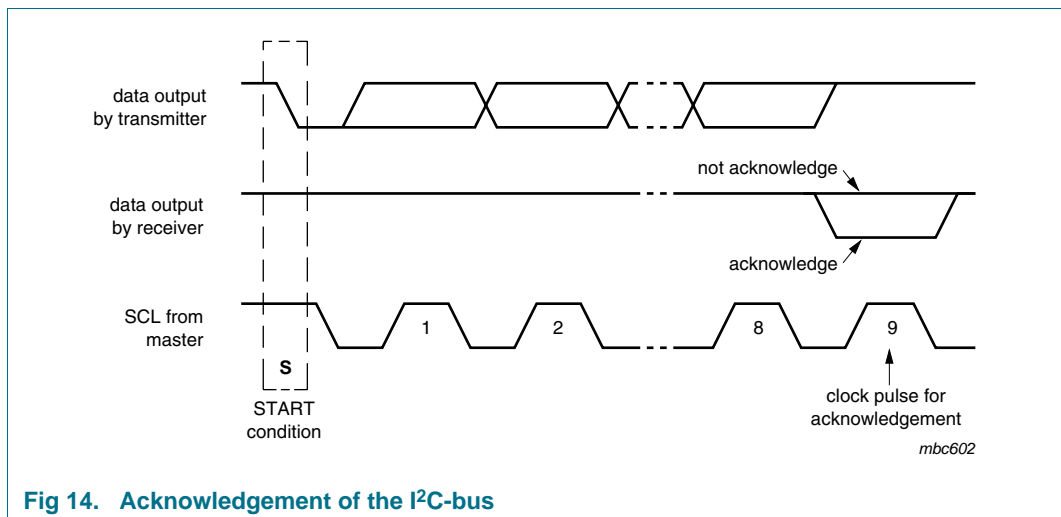 data output
by transmitter
not acknowledge
data output
by receiver
acknowledge
SCL from
master
1
2
8
9
S
START
condition
clock pulse for
acknowledgement
mbc602
Fig 14. Acknowledgement of the I²C-bus